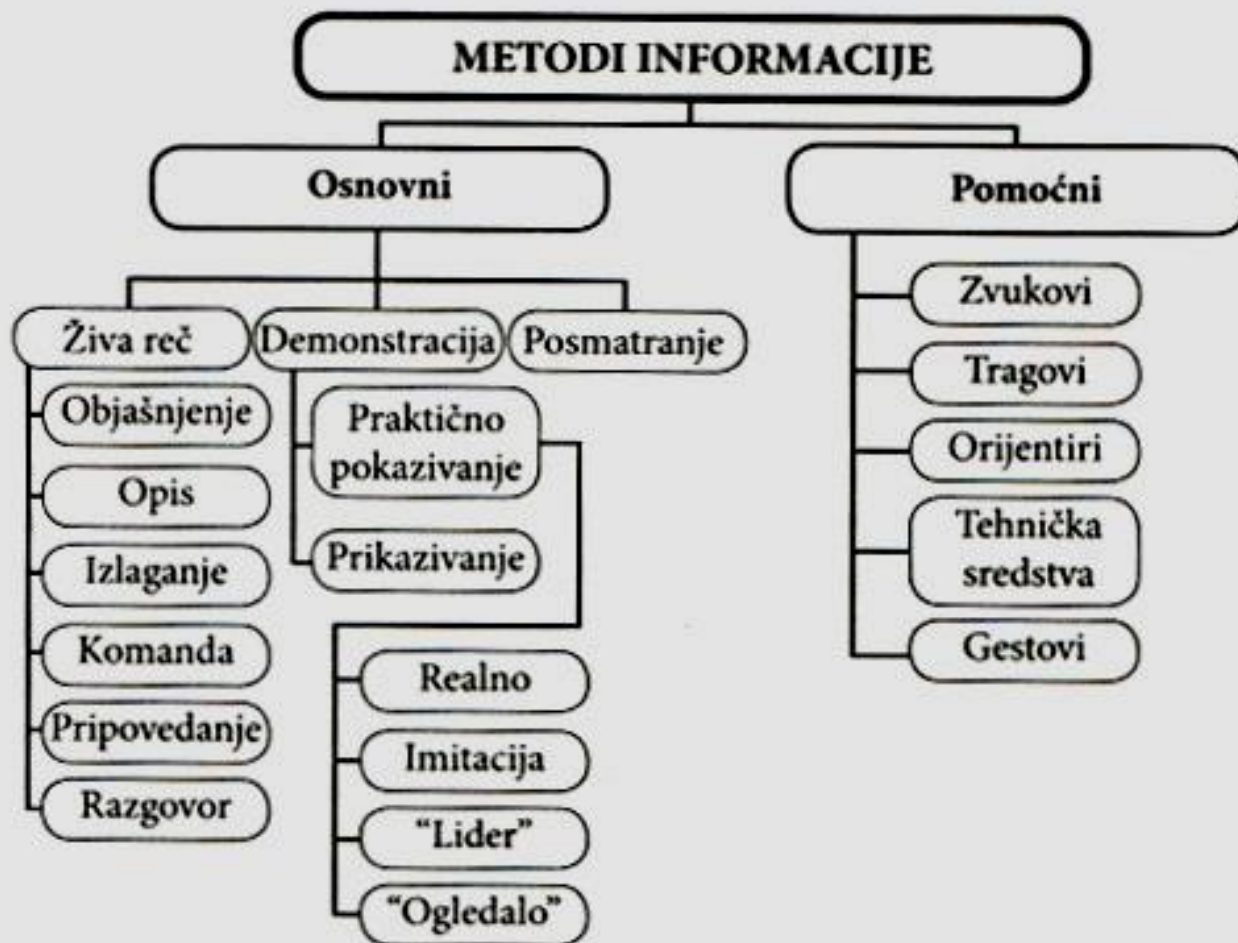 METODI INFORMACIJE
Osnovni
Pomoćni
Živa reč
Demonstracija
Posmatranje
Objašnjenje
Opis
Izlaganje
Komanda
Pripovedanje
Razgovor
Praktično
pokazivanje
Prikazivanje
Realno
Imitacija
“Lider”
“Ogledalo”
Zvukovi
Tragovi
Orijentiri
Tehnička
sredstva
Gestovi